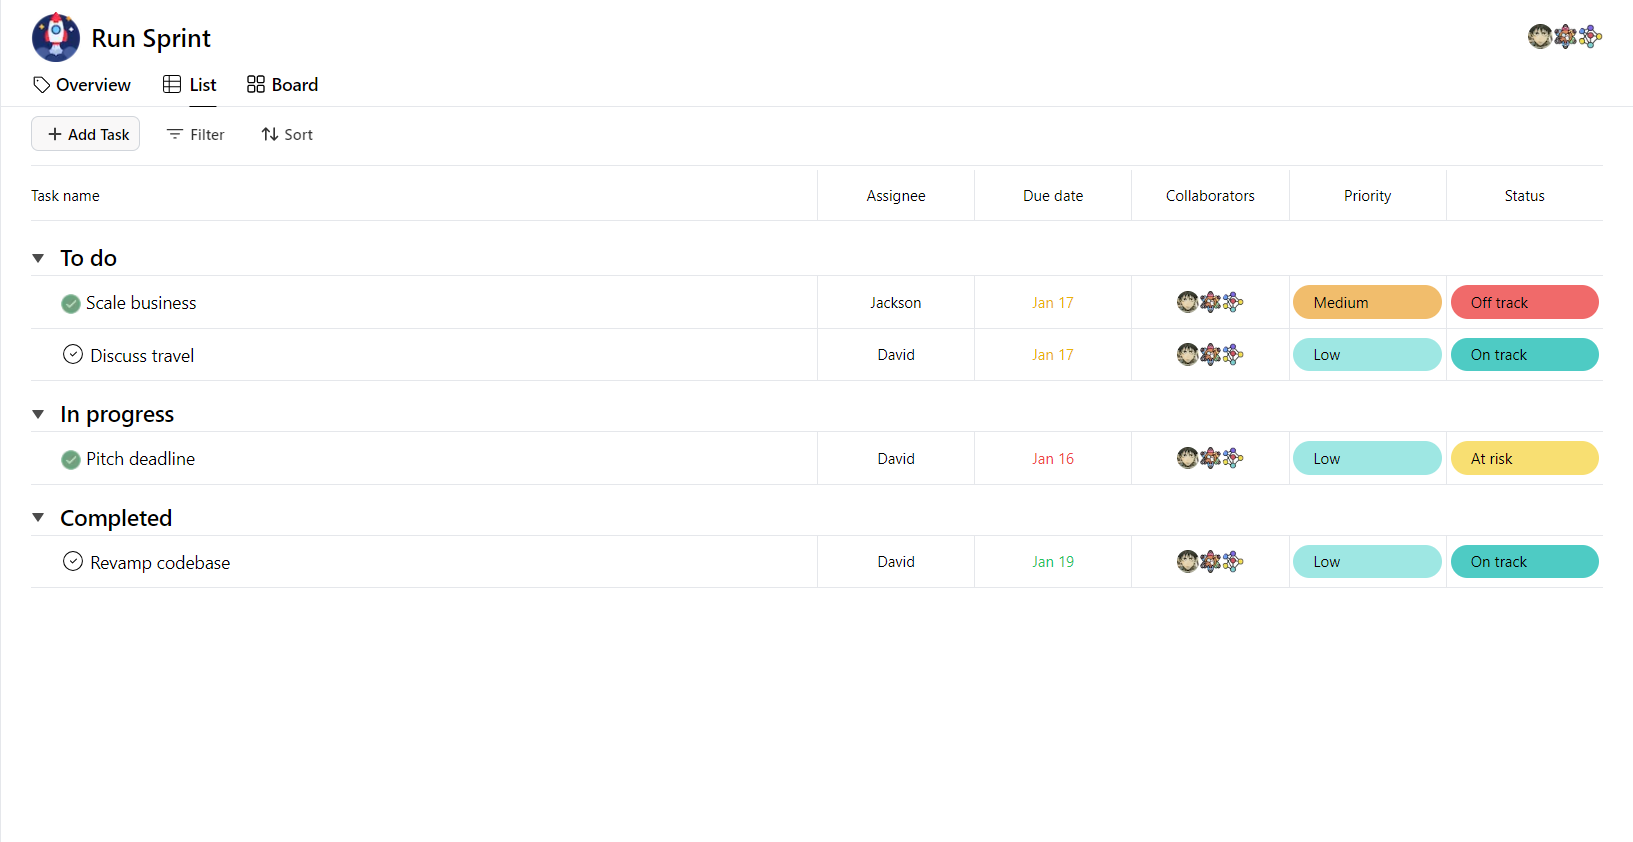 Run Sprint
Overview List Board
Add Task Filter Sort
Task name Assignee Due date Collaborators Priority Status
To do
Scale business Jackson Jan 17 Medium Off track
Discuss travel David Jan 17 Low On track
In progress
Pitch deadline David Jan 16 Low At risk
Completed
Revamp codebase David Jan 19 Low On track